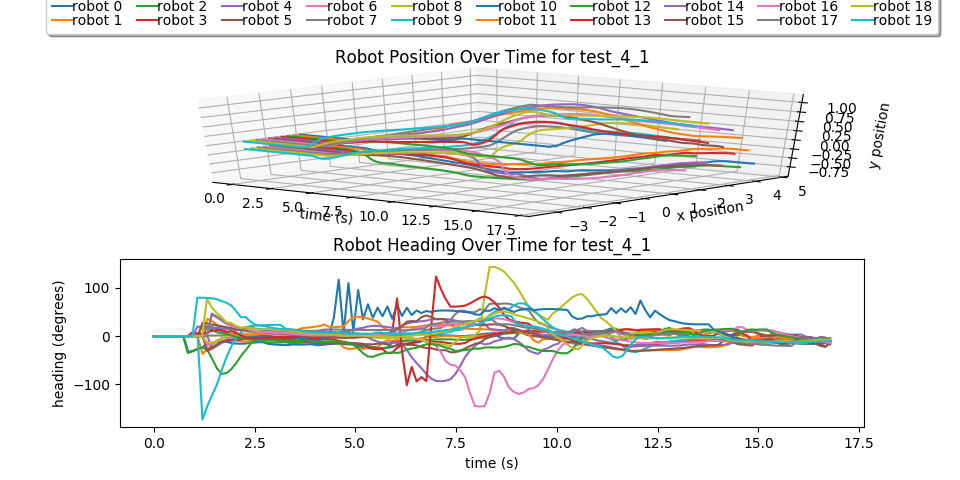 robot 0 robot 2 robot 4 robot 6 robot 8 robot 10 robot 12 robot 14 robot 16 robot 18
robot 1 robot 3 robot 5 robot 7 robot 9 robot 11 robot 13 robot 15 robot 17 robot 19
Robot Position Over Time for test_4_1
1.00
0.75
0.50
0.25
0.00
−0.25
−0.50
−0.75
y position
0.0 2.5 5.0 7.5 10.0 12.5 15.0 17.5
time (s)
−3 −2 −1 0 1 2 3 4 5
x position
Robot Heading Over Time for test_4_1
100
0
−100
heading (degrees)
0.0 2.5 5.0 7.5 10.0 12.5 15.0 17.5
time (s)